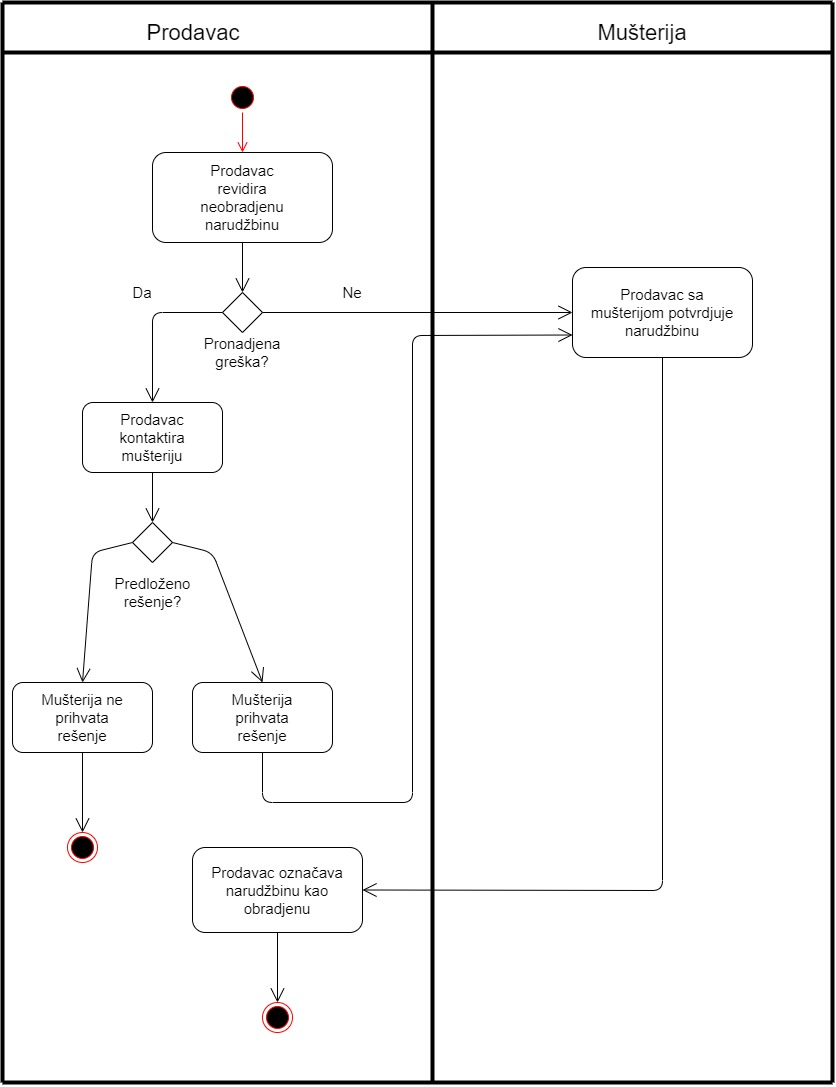 Prodavac
Mušterija
Prodavac
revidira
neobradjenu
narudžbinu
Da
Ne
Pronadjena
greška?
Prodavac sa
mušterijom potvrdjuje
narudžbinu
Prodavac
kontaktira
mušteriju
Predloženo
rešenje?
Mušterija ne
prihvata
rešenje
Mušterija
prihvata
rešenje
Prodavac označava
narudžbinu kao
obradjenu